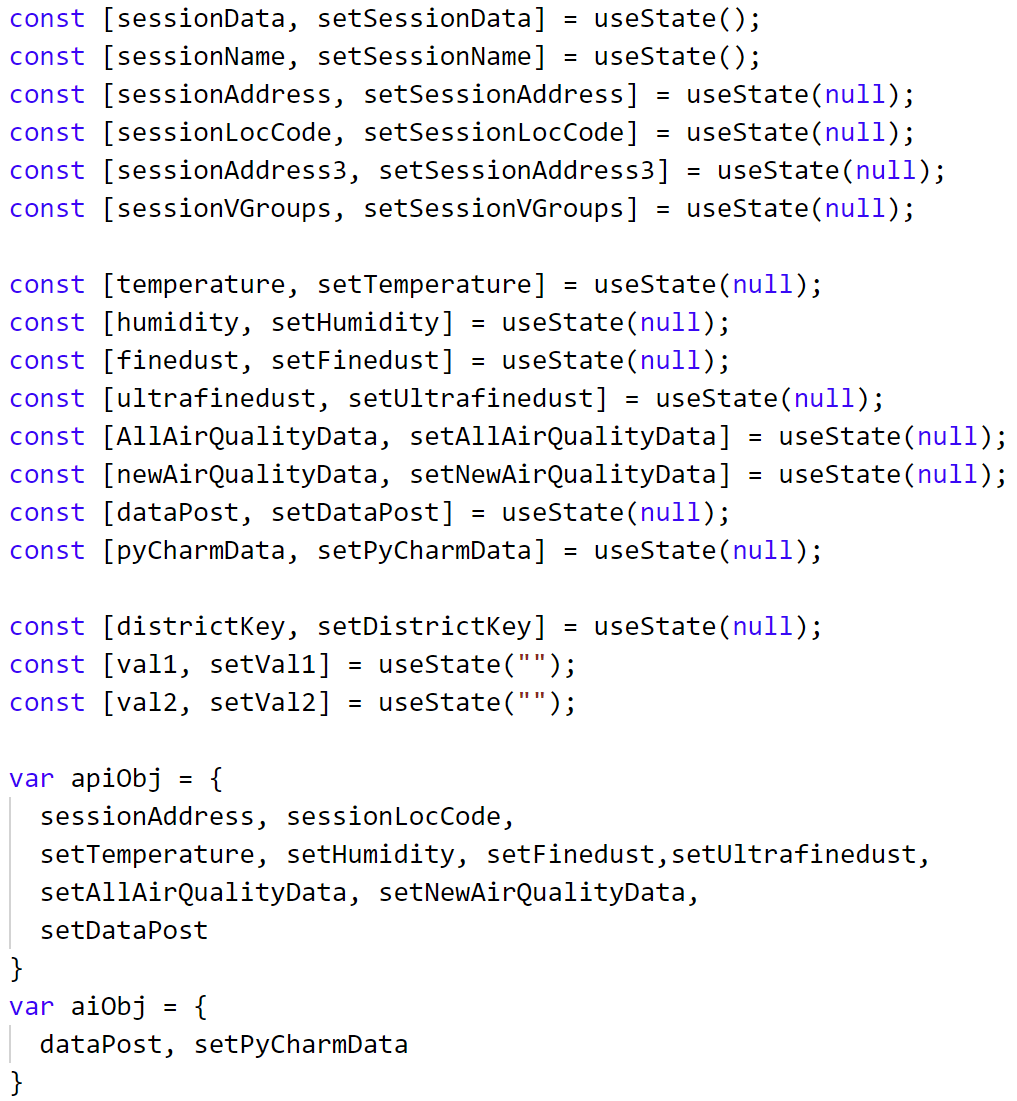 const [sessionData, setSessionData] = useState();
const [sessionName, setSessionName] = useState();
const [sessionAddress, setSessionAddress] = useState(null);
const [sessionLocCode, setSessionLocCode] = useState(null);
const [sessionAddress3, setSessionAddress3] = useState(null);
const [sessionVGroups, setSessionVGroups] = useState(null);
const [temperature, setTemperature] = useState(null);
const [humidity, setHumidity] = useState(null);
const [finedust, setFinedust] = useState(null);
const [ultrafinedust, setUltrafinedust] = useState(null);
const [AllAirQualityData, setAllAirQualityData] = useState(null);
const [newAirQualityData, setNewAirQualityData] = useState(null);
const [dataPost, setDataPost] = useState(null);
const [pyCharmData, setPyCharmData] = useState(null);
const [districtKey, setDistrictKey] = useState(null);
const [val1, setVal1] = useState("");
const [val2, setVal2] = useState("");
var apiObj = {
  sessionAddress, sessionLocCode,
  setTemperature, setHumidity, setFinedust,setUltrafinedust,
  setAllAirQualityData, setNewAirQualityData,
  setDataPost
}
var aiObj = {
  dataPost, setPyCharmData
}